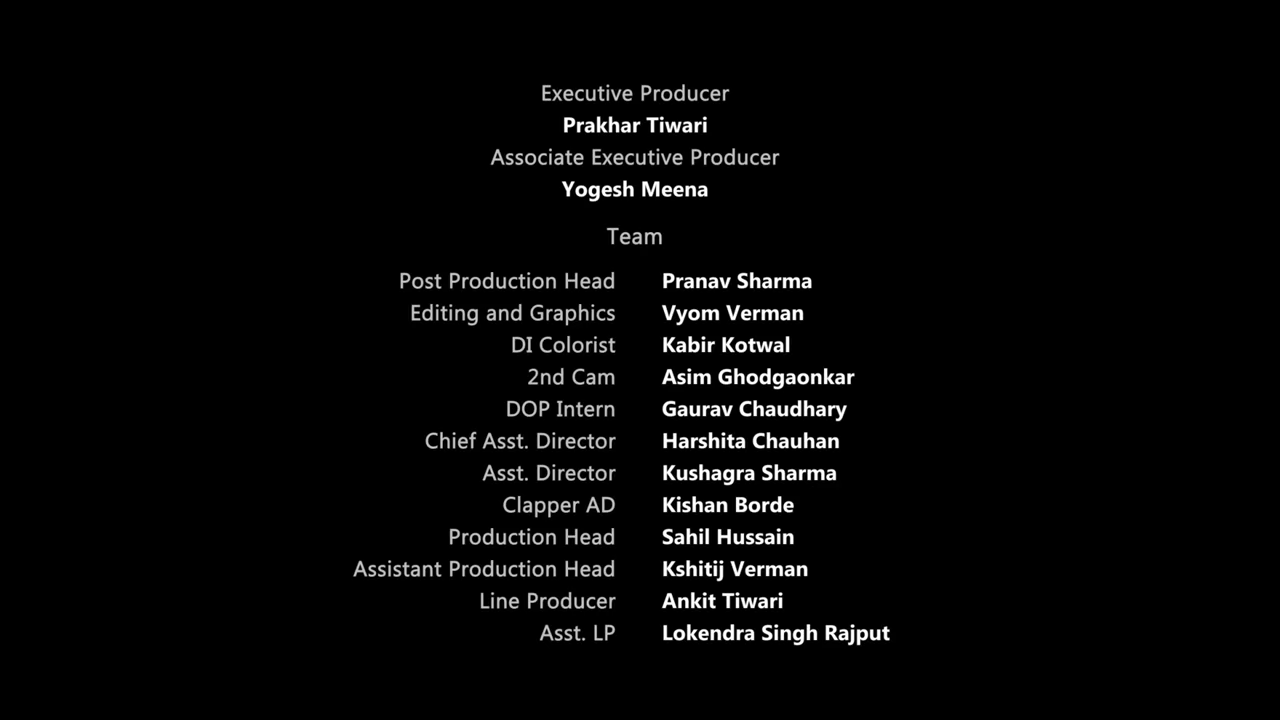 Executive Producer
Prakhar Tiwari
Associate Executive Producer
Yogesh Meena
Team
Post Production Head Pranav Sharma
Editing and Graphics Vyom Verman
DI Colorist Kabir Kotwal
2nd Cam Asim Ghodgaonkar
DOP Intern Gaurav Chaudhary
Chief Asst. Director Harshita Chauhan
Asst. Director Kushagra Sharma
Clapper AD Kishan Borde
Production Head Sahil Hussain
Assistant Production Head Kshitij Verman
Line Producer Ankit Tiwari
Asst. LP Lokendra Singh Rajput